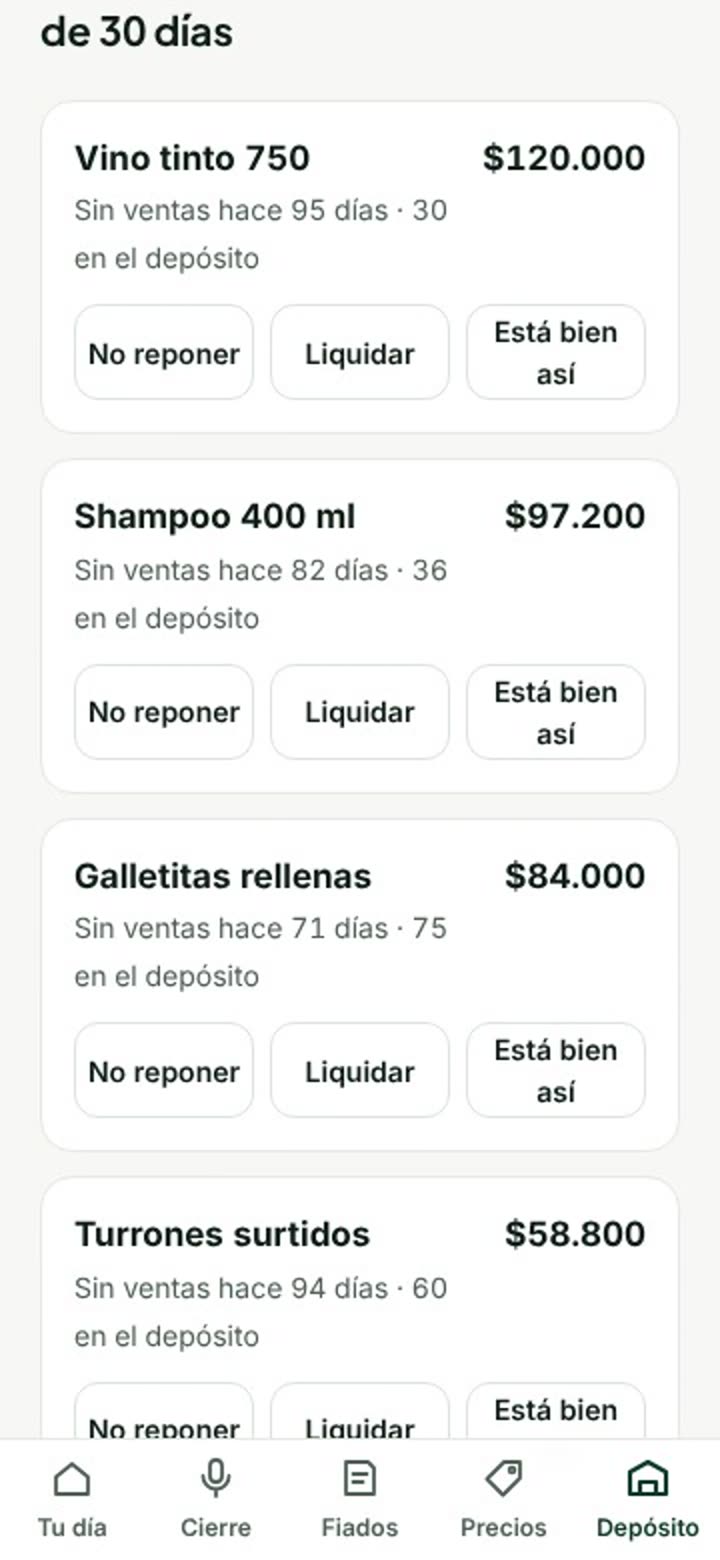 de 30 días
Vino tinto 750 $120.000
Sin ventas hace 95 días · 30
en el depósito
No reponer Liquidar Está bien
así
Shampoo 400 ml $97.200
Sin ventas hace 82 días · 36
en el depósito
No reponer Liquidar Está bien
así
Galletitas rellenas $84.000
Sin ventas hace 71 días · 75
en el depósito
No reponer Liquidar Está bien
así
Turrones surtidos $58.800
Sin ventas hace 94 días · 60
en el depósito
No reponer Liquidar Está bien
Tu día Cierre Fiados Precios Depósito